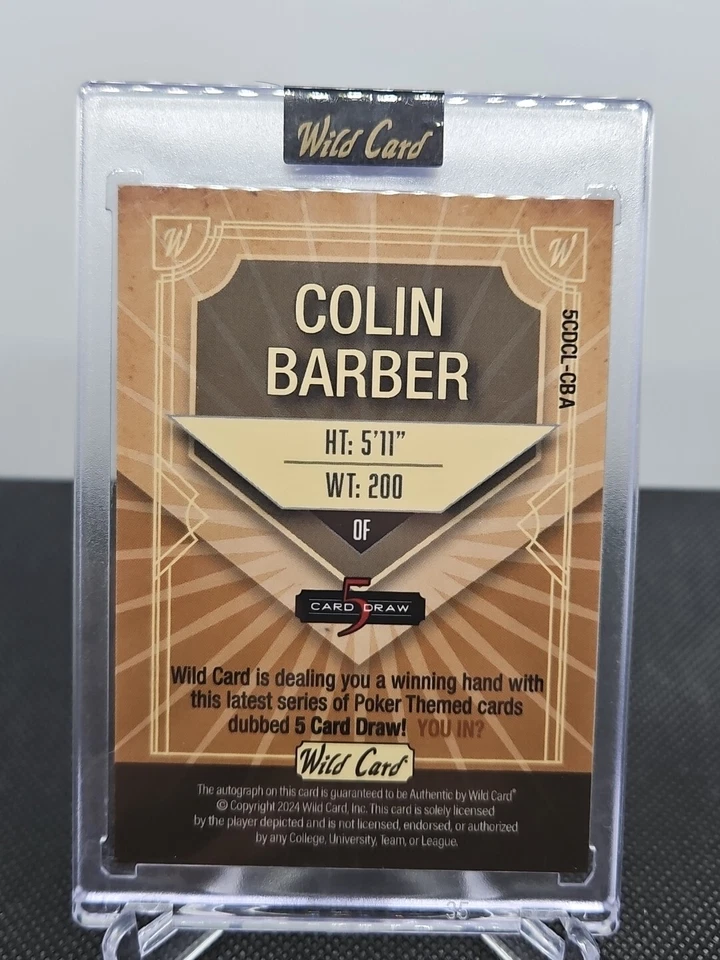 Wild Card
W
W
COLIN
BARBER
5CDCL-CBA
HT: 5'11"
WT: 200
OF
5
CARD DRAW
Wild Card is dealing you a winning hand with
this latest series of Poker Themed cards
dubbed 5 Card Draw! YOU IN?
Wild Card
The autograph on this card is guaranteed to be Authentic by Wild Card®
© Copyright 2024 Wild Card, Inc. This card is solely licensed
by the player depicted and is not licensed, endorsed, or authorized
by any College, University, Team, or League.
35